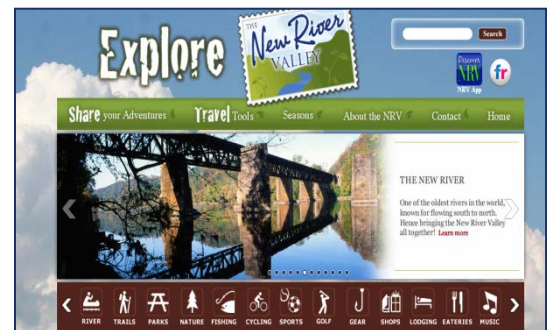 Explore
THE
New River
VALLEY
Search
Discover
NRV
fr
NRV App
Share your Adventures
Travel Tools
Seasons
About the NRV
Contact
Home
THE NEW RIVER
One of the oldest rivers in the world,
known for flowing south to north.
Hence bringing the New River Valley
all together! Learn more
RIVER
TRAILS
PARKS
NATURE
FISHING
CYCLING
SPORTS
GOLF
GEAR
SHOPS
LODGING
EATERIES
MUSIC